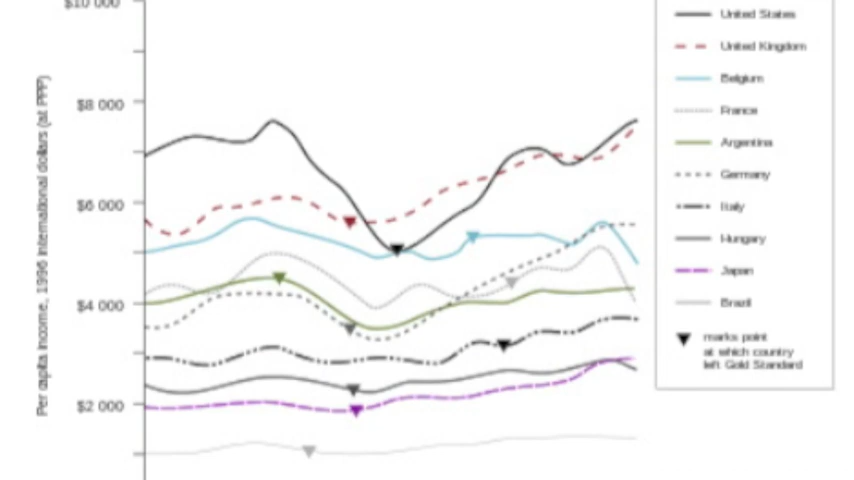 $10 000
$8 000
$6 000
$4 000
$2 000
Per capita income, 1996 international dollars (at PPP)
United States
United Kingdom
Belgium
France
Argentina
Germany
Italy
Hungary
Japan
Brazil
marks point
at which country
left Gold Standard